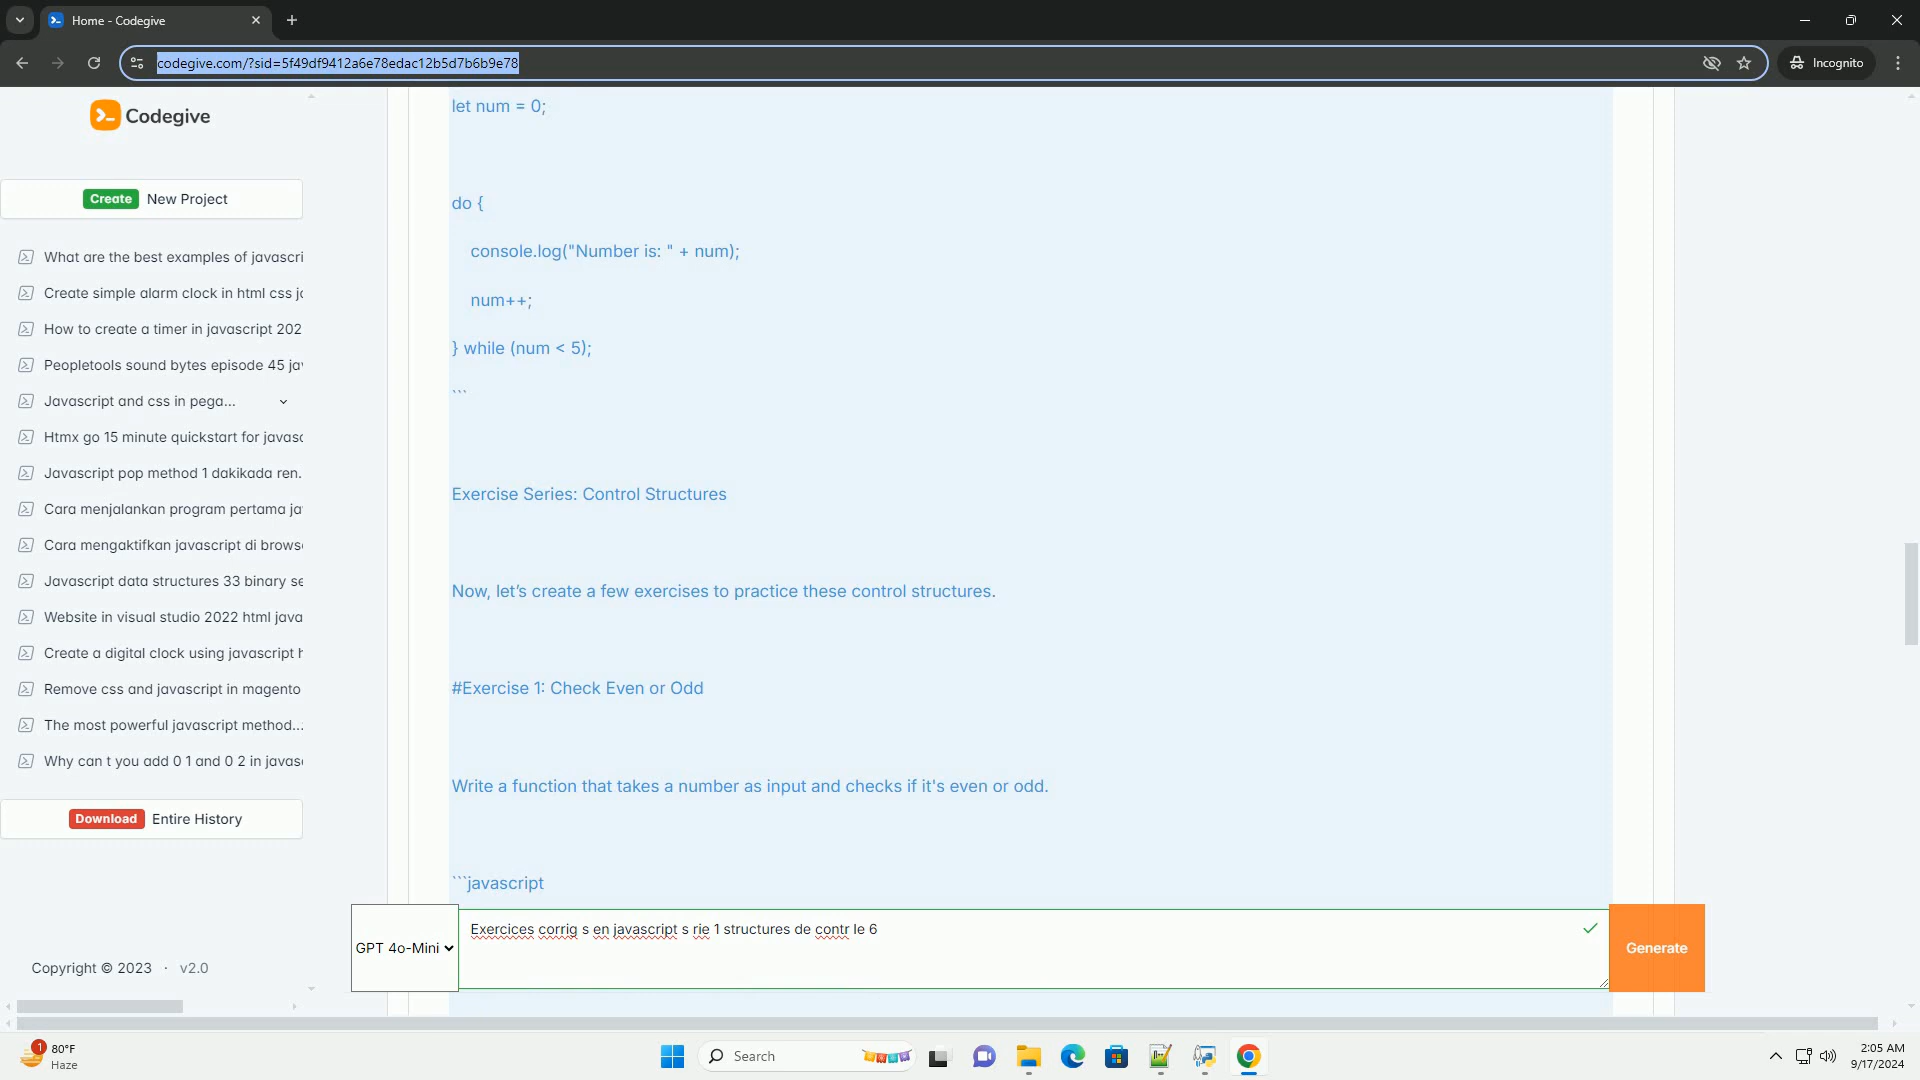 Home - Codegive
codegive.com/?sid=5f49df9412a6e78edac12b5d7b6b9e78
Incognito
Codegive
Create New Project
What are the best examples of javascri
Create simple alarm clock in html css jc
How to create a timer in javascript 202
Peopletools sound bytes episode 45 jav
Javascript and css in pega...
Htmx go 15 minute quickstart for javasc
Javascript pop method 1 dakikada ren.
Cara menjalankan program pertama ja
Cara mengaktifkan javascript di browse
Javascript data structures 33 binary se
Website in visual studio 2022 html java
Create a digital clock using javascript h
Remove css and javascript in magento
The most powerful javascript method...
Why can t you add 0 1 and 0 2 in javas
Download Entire History
Copyright © 2023 · v2.0
let num = 0;
do {
console.log("Number is: " + num);
num++;
} while (num < 5);
```
Exercise Series: Control Structures
Now, let’s create a few exercises to practice these control structures.
#Exercise 1: Check Even or Odd
Write a function that takes a number as input and checks if it's even or odd.
```javascript
GPT 4o-Mini
Exercices corrig s en javascript s rie 1 structures de contr le 6
Generate
1
80°F
Haze
Search
2:05 AM
9/17/2024